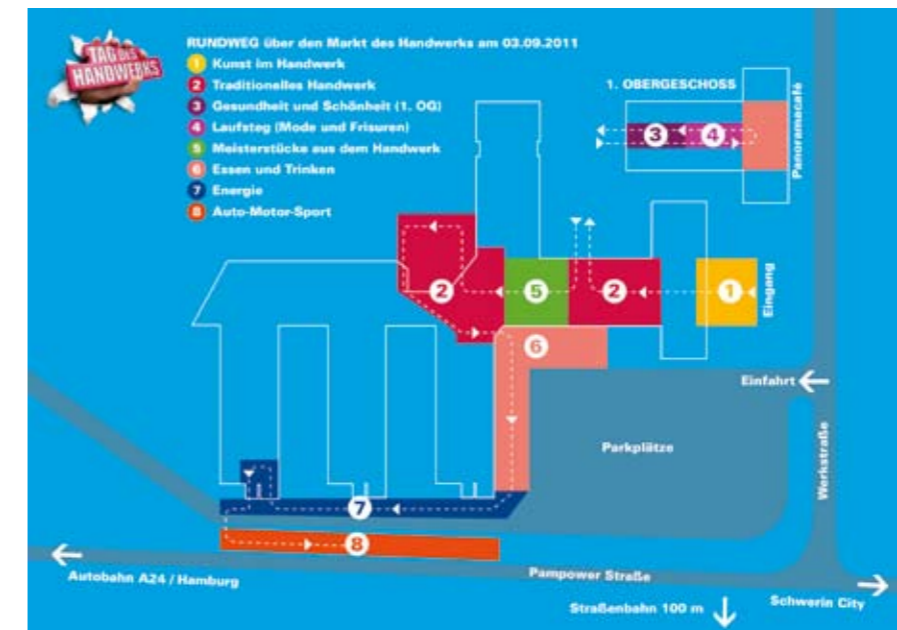 TAG DES
HANDWERKS
RUNDWEG über den Markt des Handwerks am 03.09.2011
1 Kunst im Handwerk
2 Traditionelles Handwerk
3 Gesundheit und Schönheit (1. OG)
4 Laufsteg (Mode und Frisuren)
5 Meisterstücke aus dem Handwerk
6 Essen und Trinken
7 Energie
8 Auto-Motor-Sport
1. OBERGESCHOSS
3
4
Panoramacafé
2
5
2
1
Eingang
6
Einfahrt
Parkplätze
Werkstraße
7
8
Autobahn A24 / Hamburg
Pampower Straße
Straßenbahn 100 m
Schwerin City